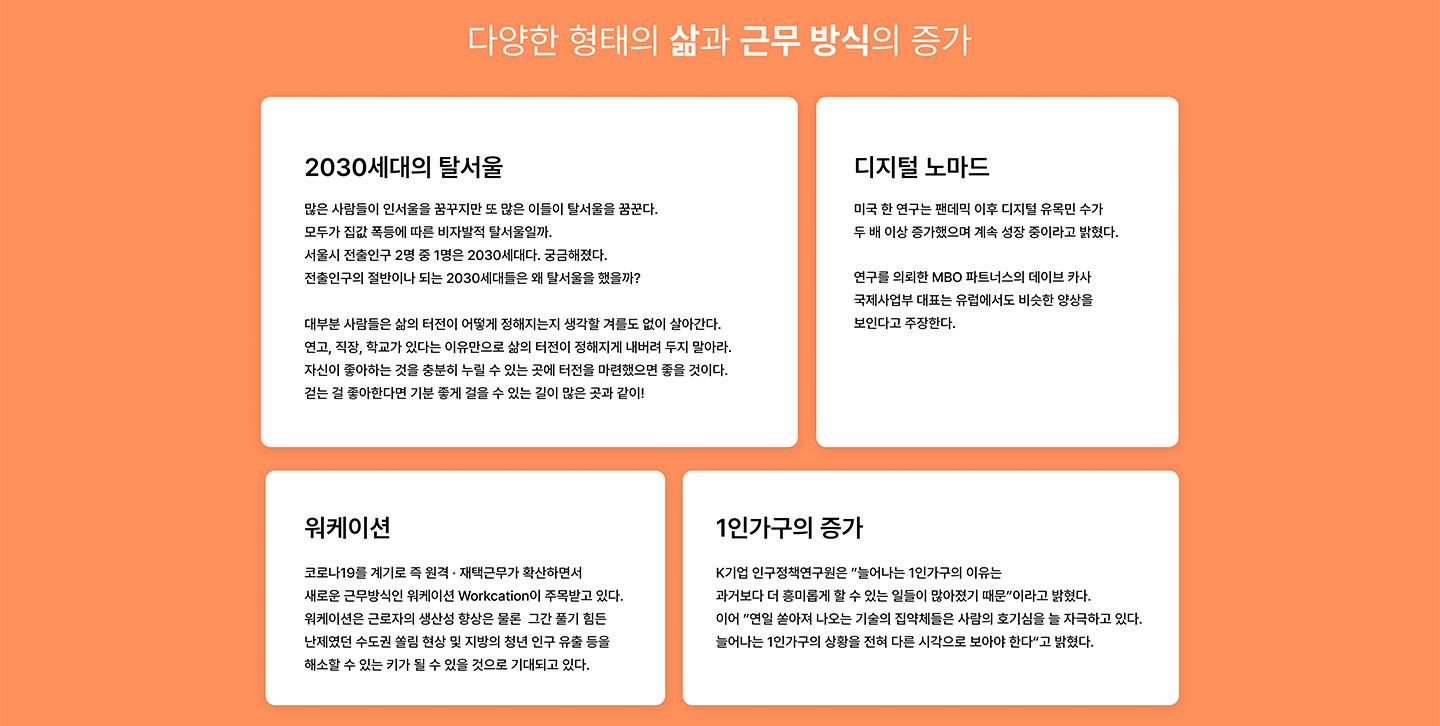 다양한 형태의 삶과 근무 방식의 증가
2030세대의 탈서울
많은 사람들이 인서울을 꿈꾸지만 또 많은 이들이 탈서울을 꿈꾼다.
모두가 집값 폭등에 따른 비자발적 탈서울일까.
서울시 전출인구 2명 중 1명은 2030세대다. 궁금해졌다.
전출인구의 절반이나 되는 2030세대들은 왜 탈서울을 했을까?
대부분 사람들은 삶의 터전이 어떻게 정해지는지 생각할 겨를도 없이 살아간다.
연고, 직장, 학교가 있다는 이유만으로 삶의 터전이 정해지게 내버려 두지 말아라.
자신이 좋아하는 것을 충분히 누릴 수 있는 곳에 터전을 마련했으면 좋을 것이다.
걷는 걸 좋아한다면 기분 좋게 걸을 수 있는 길이 많은 곳과 같이!
디지털 노마드
미국 한 연구는 팬데믹 이후 디지털 유목민 수가
두 배 이상 증가했으며 계속 성장 중이라고 밝혔다.
연구를 의뢰한 MBO 파트너스의 데이브 카사
국제사업부 대표는 유럽에서도 비슷한 양상을
보인다고 주장한다.
워케이션
코로나19를 계기로 즉 원격 · 재택근무가 확산하면서
새로운 근무방식인 워케이션 Workcation이 주목받고 있다.
워케이션은 근로자의 생산성 향상은 물론  그간 풀기 힘든
난제였던 수도권 쏠림 현상 및 지방의 청년 인구 유출 등을
해소할 수 있는 키가 될 수 있을 것으로 기대되고 있다.
1인가구의 증가
K기업 인구정책연구원은 ”늘어나는 1인가구의 이유는
과거보다 더 흥미롭게 할 수 있는 일들이 많아졌기 때문”이라고 밝혔다.
이어 ”연일 쏟아져 나오는 기술의 집약체들은 사람의 호기심을 늘 자극하고 있다.
늘어나는 1인가구의 상황을 전혀 다른 시각으로 보아야 한다“고 밝혔다.